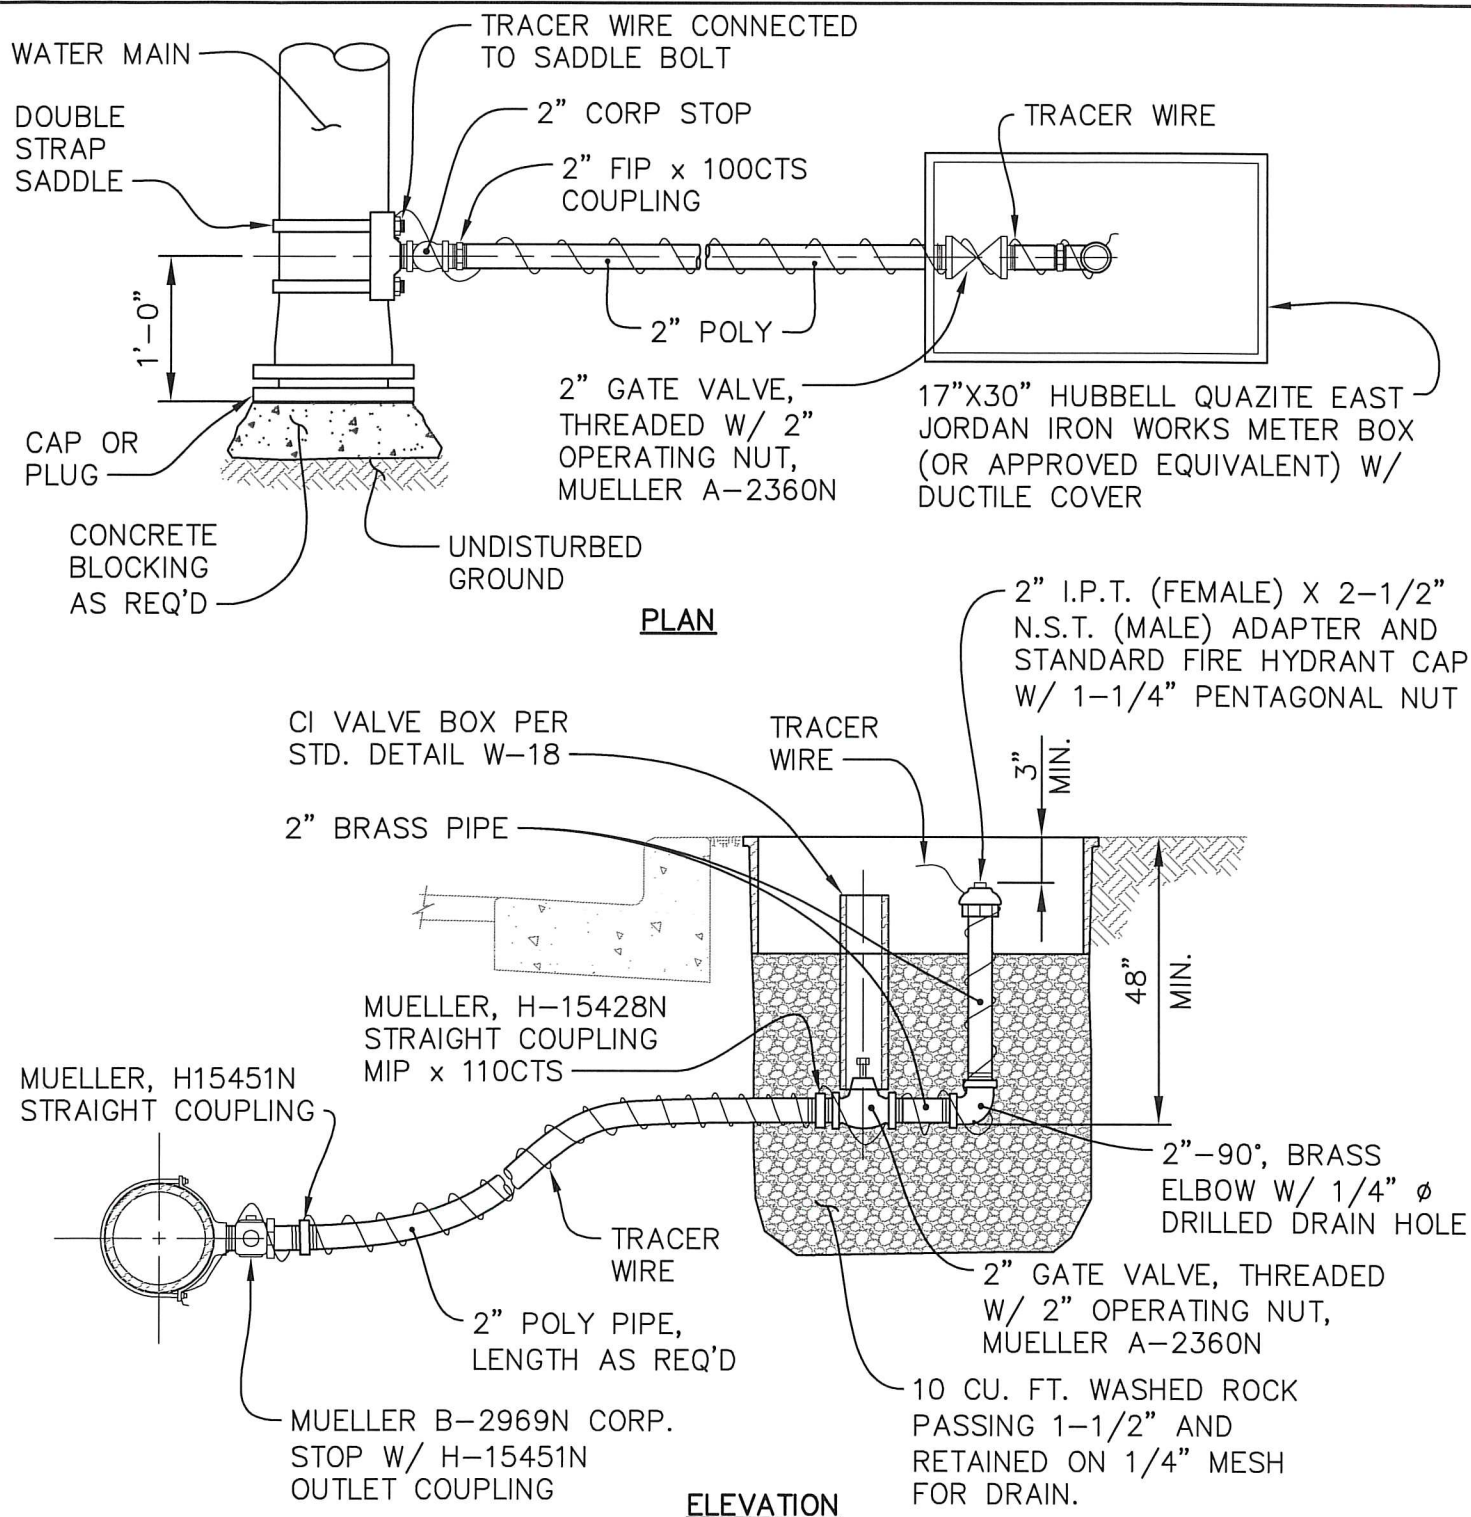 WATER MAIN
TRACER WIRE CONNECTED
TO SADDLE BOLT
DOUBLE
STRAP
SADDLE
2" CORP STOP
2" FIP x 100CTS
COUPLING
TRACER WIRE
1'-0"
2" POLY
2" GATE VALVE,
THREADED W/ 2"
OPERATING NUT,
MUELLER A-2360N
17"X30" HUBBELL QUAZITE EAST
JORDAN IRON WORKS METER BOX
(OR APPROVED EQUIVALENT) W/
DUCTILE COVER
CAP OR
PLUG
CONCRETE
BLOCKING
AS REQ'D
UNDISTURBED
GROUND
PLAN
2" I.P.T. (FEMALE) X 2-1/2"
N.S.T. (MALE) ADAPTER AND
STANDARD FIRE HYDRANT CAP
W/ 1-1/4" PENTAGONAL NUT
CI VALVE BOX PER
STD. DETAIL W-18
TRACER
WIRE
3"
MIN.
2" BRASS PIPE
48"
MIN.
MUELLER, H-15428N
STRAIGHT COUPLING
MIP x 110CTS
MUELLER, H15451N
STRAIGHT COUPLING
2"-90°, BRASS
ELBOW W/ 1/4" ø
DRILLED DRAIN HOLE
TRACER
WIRE
2" GATE VALVE, THREADED
W/ 2" OPERATING NUT,
MUELLER A-2360N
2" POLY PIPE,
LENGTH AS REQ'D
10 CU. FT. WASHED ROCK
PASSING 1-1/2" AND
RETAINED ON 1/4" MESH
FOR DRAIN.
MUELLER B-2969N CORP.
STOP W/ H-15451N
OUTLET COUPLING
ELEVATION